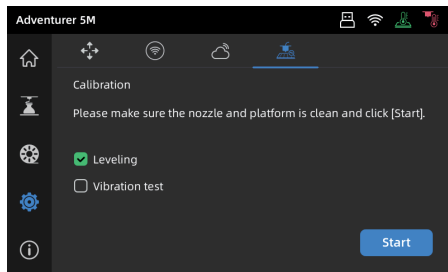 Adventurer 5M
Calibration
Please make sure the nozzle and platform is clean and click [Start].
Leveling
Vibration test
Start